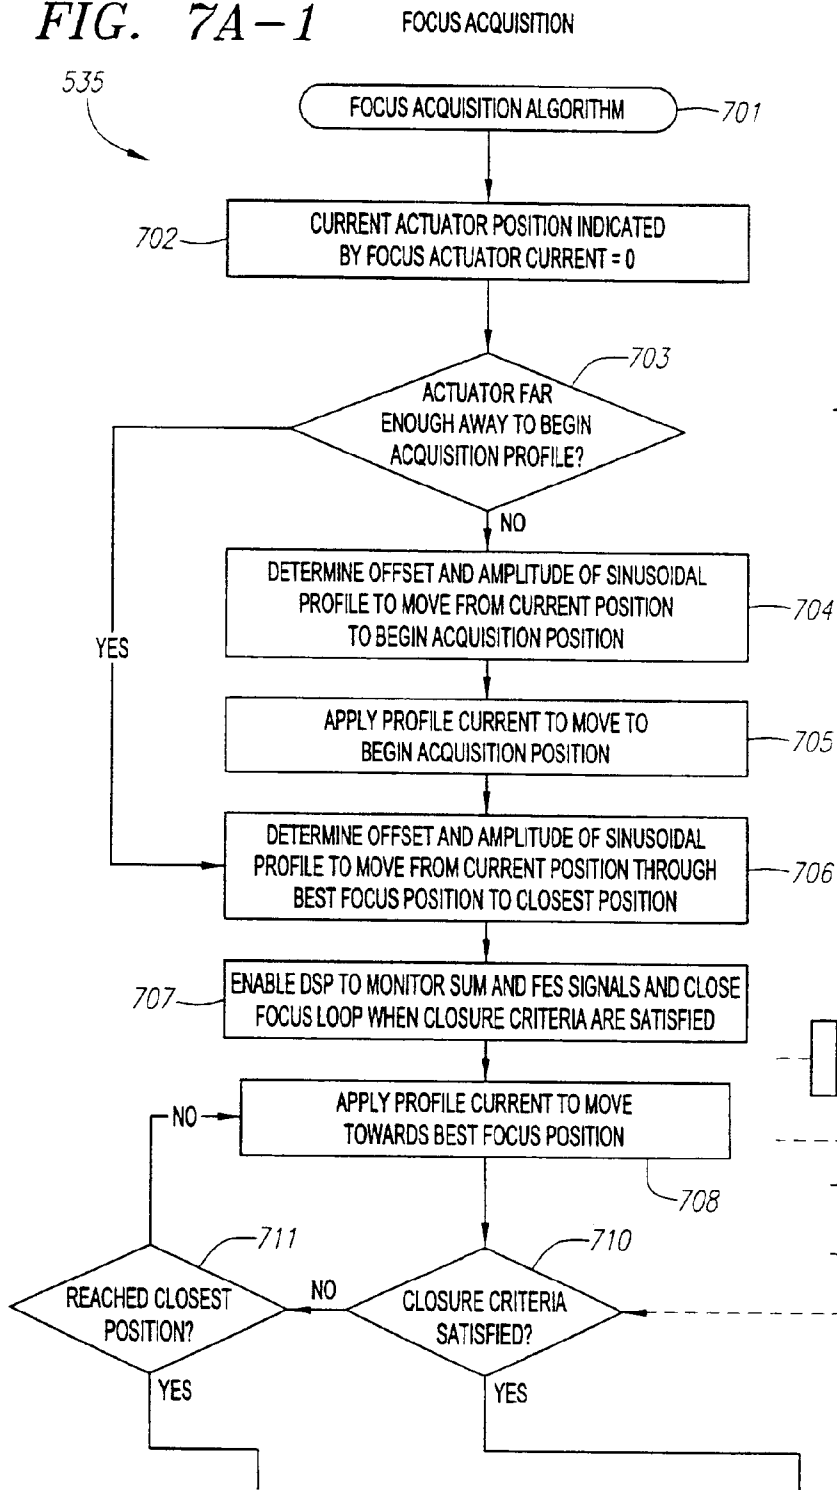 FIG. 7A-1
FOCUS ACQUISITION
535
FOCUS ACQUISITION ALGORITHM
701
702
CURRENT ACTUATOR POSITION INDICATED
BY FOCUS ACTUATOR CURRENT = 0
703
ACTUATOR FAR
ENOUGH AWAY TO BEGIN
ACQUISITION PROFILE?
NO
DETERMINE OFFSET AND AMPLITUDE OF SINUSOIDAL
PROFILE TO MOVE FROM CURRENT POSITION
TO BEGIN ACQUISITION POSITION
704
YES
APPLY PROFILE CURRENT TO MOVE TO
BEGIN ACQUISITION POSITION
705
DETERMINE OFFSET AND AMPLITUDE OF SINUSOIDAL
PROFILE TO MOVE FROM CURRENT POSITION THROUGH
BEST FOCUS POSITION TO CLOSEST POSITION
706
707
ENABLE DSP TO MONITOR SUM AND FES SIGNALS AND CLOSE
FOCUS LOOP WHEN CLOSURE CRITERIA ARE SATISFIED
NO
APPLY PROFILE CURRENT TO MOVE
TOWARDS BEST FOCUS POSITION
708
711
710
REACHED CLOSEST
POSITION?
NO
CLOSURE CRITERIA
SATISFIED?
YES
YES